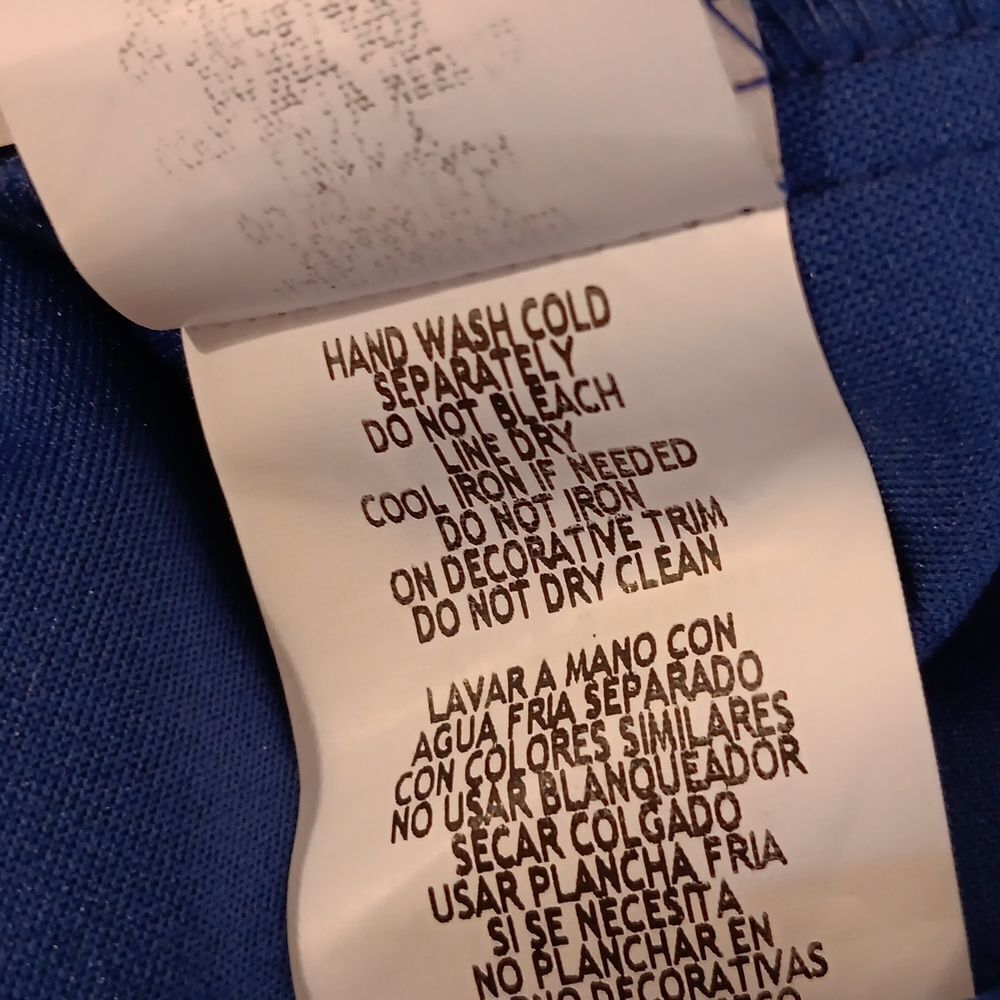 HAND WASH COLD
SEPARATELY
DO NOT BLEACH
LINE DRY
COOL IRON IF NEEDED
DO NOT IRON
ON DECORATIVE TRIM
DO NOT DRY CLEAN
LAVAR A MANO CON
AGUA FRIA SEPARADO
CON COLORES SIMILARES
NO USAR BLANQUEADOR
SECAR COLGADO
USAR PLANCHA FRIA
SI SE NECESITA
NO PLANCHAR EN
DECORATIVAS